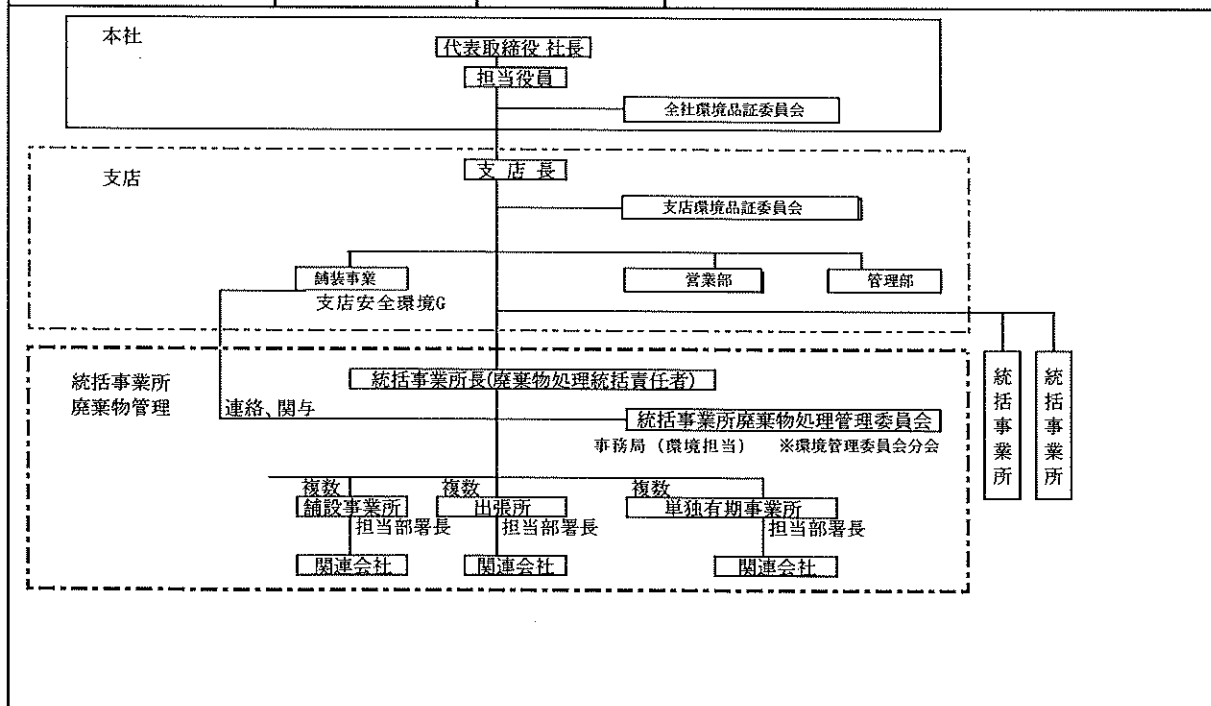 本社
代表取締役 社長
担当役員
全社環境品証委員会
支店
支 店 長
支店環境品証委員会
舗装事業
営業部
管理部
支店安全環境G
統括事業所
統括事業所
統括事業所
廃棄物管理
統括事業所長(廃棄物処理統括責任者)
連絡、関与
統括事業所廃棄物処理管理委員会
事務局（環境担当） ※環境管理委員会分会
複数 複数 複数
舗設事業所 出張所 単独有期事業所
担当部署長 担当部署長 担当部署長
関連会社 関連会社 関連会社